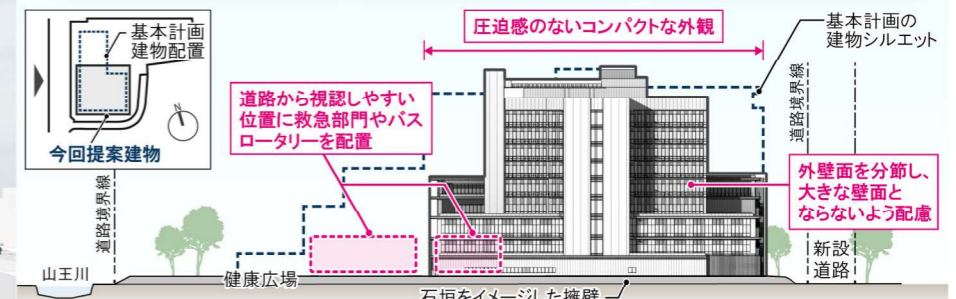 基本計画
建物配置
N
今回提案建物
圧迫感のないコンパクトな外観
基本計画の
建物シルエット
道路から視認しやすい
位置に救急部門やバス
ロータリーを配置
外壁面を分節し、
大きな壁面と
ならないよう配慮
道路境界線
道路境界線
山王川
健康広場
石垣をイメージした擁壁
新設
道路